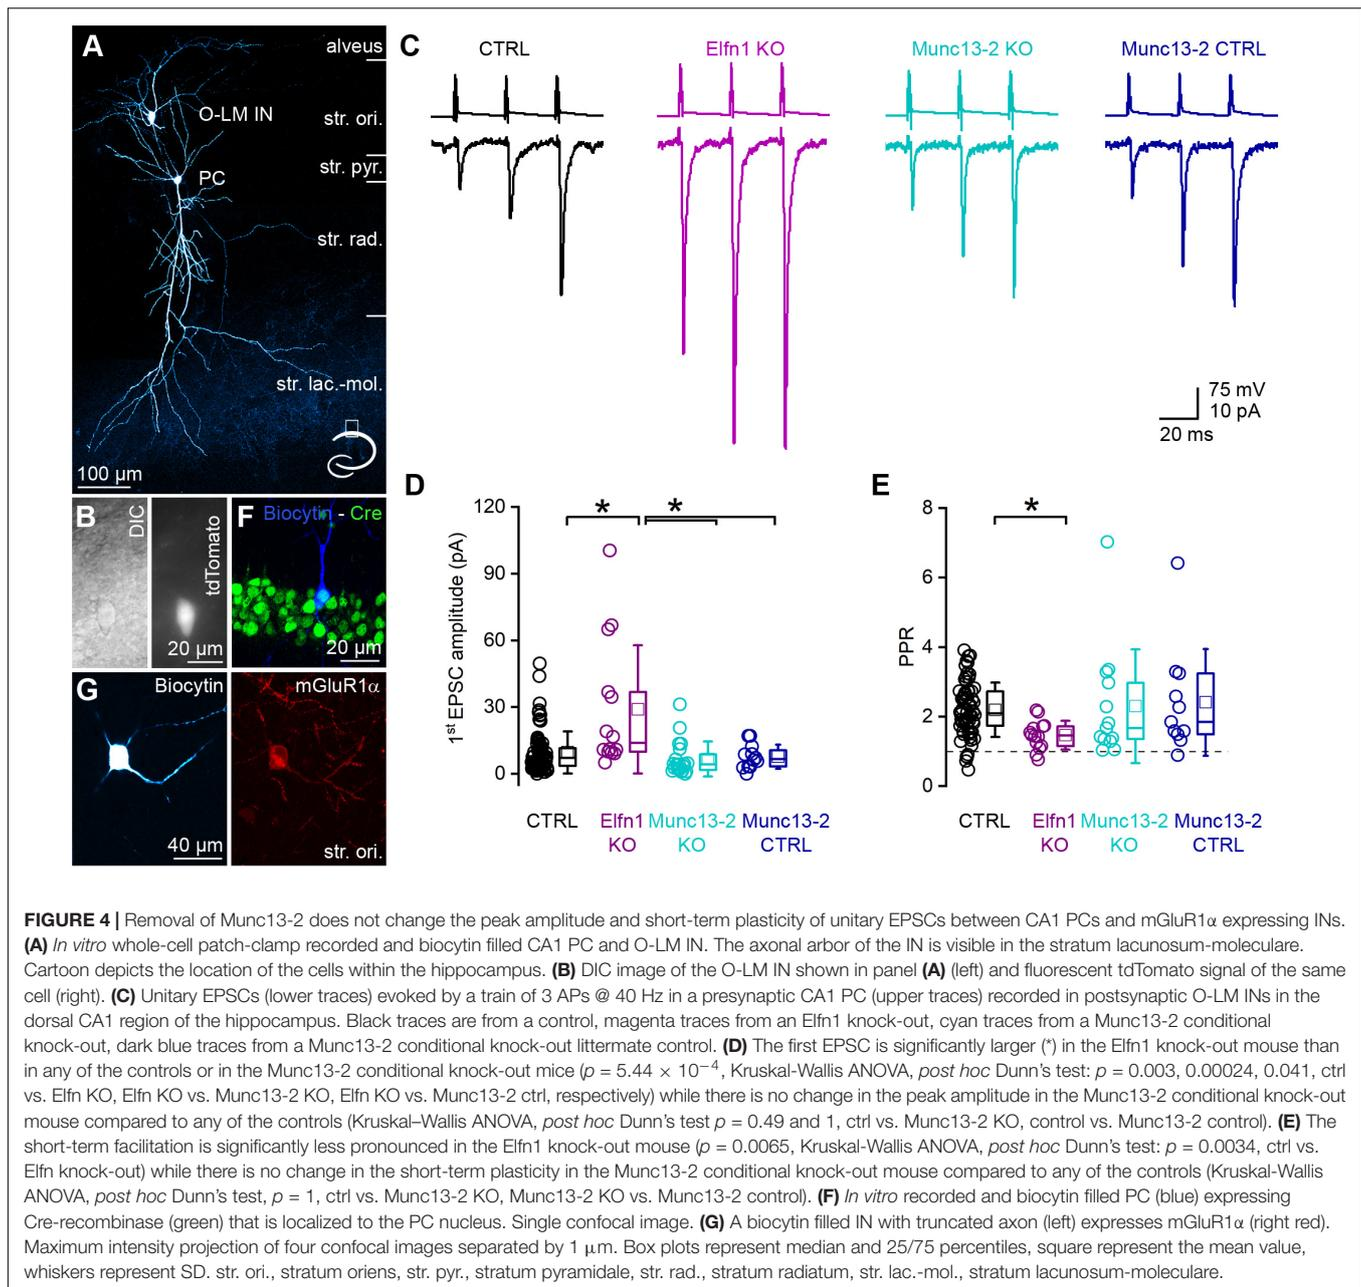 A
alveus
O-LM IN
str. ori.
str. pyr.
PC
str. rad.
str. lac.-mol.
100 µm
B
DIC
tdTomato
20 µm
F
Biocytin - Cre
20 µm
G
Biocytin
40 µm
mGluR1α
str. ori.
C
CTRL
Elfn1 KO
Munc13-2 KO
Munc13-2 CTRL
75 mV
10 pA
20 ms
D
1st EPSC amplitude (pA)
120
90
60
30
0
*
*
CTRL
Elfn1
KO
Munc13-2
KO
Munc13-2
CTRL
E
PPR
8
6
4
2
0
*
CTRL
Elfn1
KO
Munc13-2
KO
Munc13-2
CTRL
FIGURE 4 | Removal of Munc13-2 does not change the peak amplitude and short-term plasticity of unitary EPSCs between CA1 PCs and mGluR1α expressing INs.
(A) In vitro whole-cell patch-clamp recorded and biocytin filled CA1 PC and O-LM IN. The axonal arbor of the IN is visible in the stratum lacunosum-moleculare.
Cartoon depicts the location of the cells within the hippocampus. (B) DIC image of the O-LM IN shown in panel (A) (left) and fluorescent tdTomato signal of the same
cell (right). (C) Unitary EPSCs (lower traces) evoked by a train of 3 APs @ 40 Hz in a presynaptic CA1 PC (upper traces) recorded in postsynaptic O-LM INs in the
dorsal CA1 region of the hippocampus. Black traces are from a control, magenta traces from an Elfn1 knock-out, cyan traces from a Munc13-2 conditional
knock-out, dark blue traces from a Munc13-2 conditional knock-out littermate control. (D) The first EPSC is significantly larger (*) in the Elfn1 knock-out mouse than
in any of the controls or in the Munc13-2 conditional knock-out mice (p = 5.44 × 10−4, Kruskal-Wallis ANOVA, post hoc Dunn's test: p = 0.003, 0.00024, 0.041, ctrl
vs. Elfn KO, Elfn KO vs. Munc13-2 KO, Elfn KO vs. Munc13-2 ctrl, respectively) while there is no change in the peak amplitude in the Munc13-2 conditional knock-out
mouse compared to any of the controls (Kruskal–Wallis ANOVA, post hoc Dunn's test p = 0.49 and 1, ctrl vs. Munc13-2 KO, control vs. Munc13-2 control). (E) The
short-term facilitation is significantly less pronounced in the Elfn1 knock-out mouse (p = 0.0065, Kruskal-Wallis ANOVA, post hoc Dunn's test: p = 0.0034, ctrl vs.
Elfn knock-out) while there is no change in the short-term plasticity in the Munc13-2 conditional knock-out mouse compared to any of the controls (Kruskal-Wallis
ANOVA, post hoc Dunn's test, p = 1, ctrl vs. Munc13-2 KO, Munc13-2 KO vs. Munc13-2 control). (F) In vitro recorded and biocytin filled PC (blue) expressing
Cre-recombinase (green) that is localized to the PC nucleus. Single confocal image. (G) A biocytin filled IN with truncated axon (left) expresses mGluR1α (right red).
Maximum intensity projection of four confocal images separated by 1 µm. Box plots represent median and 25/75 percentiles, square represent the mean value,
whiskers represent SD. str. ori., stratum oriens, str. pyr., stratum pyramidale, str. rad., stratum radiatum, str. lac.-mol., stratum lacunosum-moleculare.